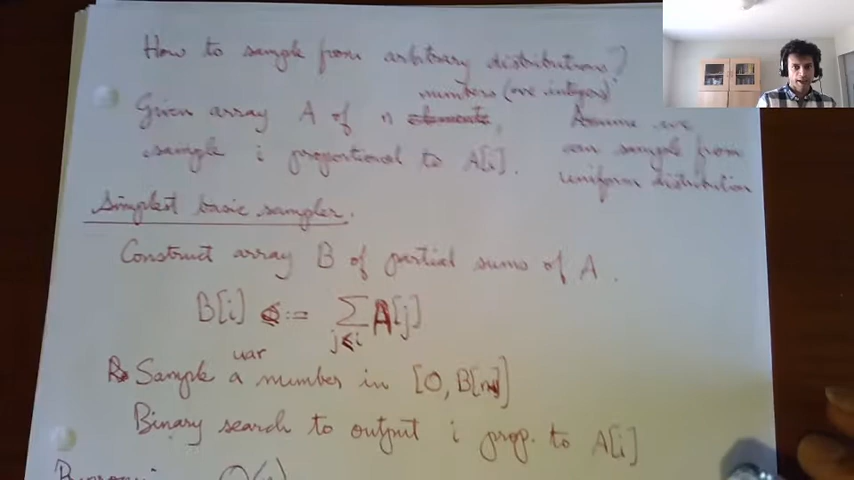 How to sample from arbitrary distributions?
numbers (+ve integers)
Given array A of n elements, Assume we
sample i proportional to A[i]. can sample from
uniform distribution
Simplest basic sampler.
Construct array B of partial sums of A.
B[i] := ∑ A[j]
j≤i
uar
Sample a number in [0, B[n]]
Binary search to output i prop. to A[i]
O(